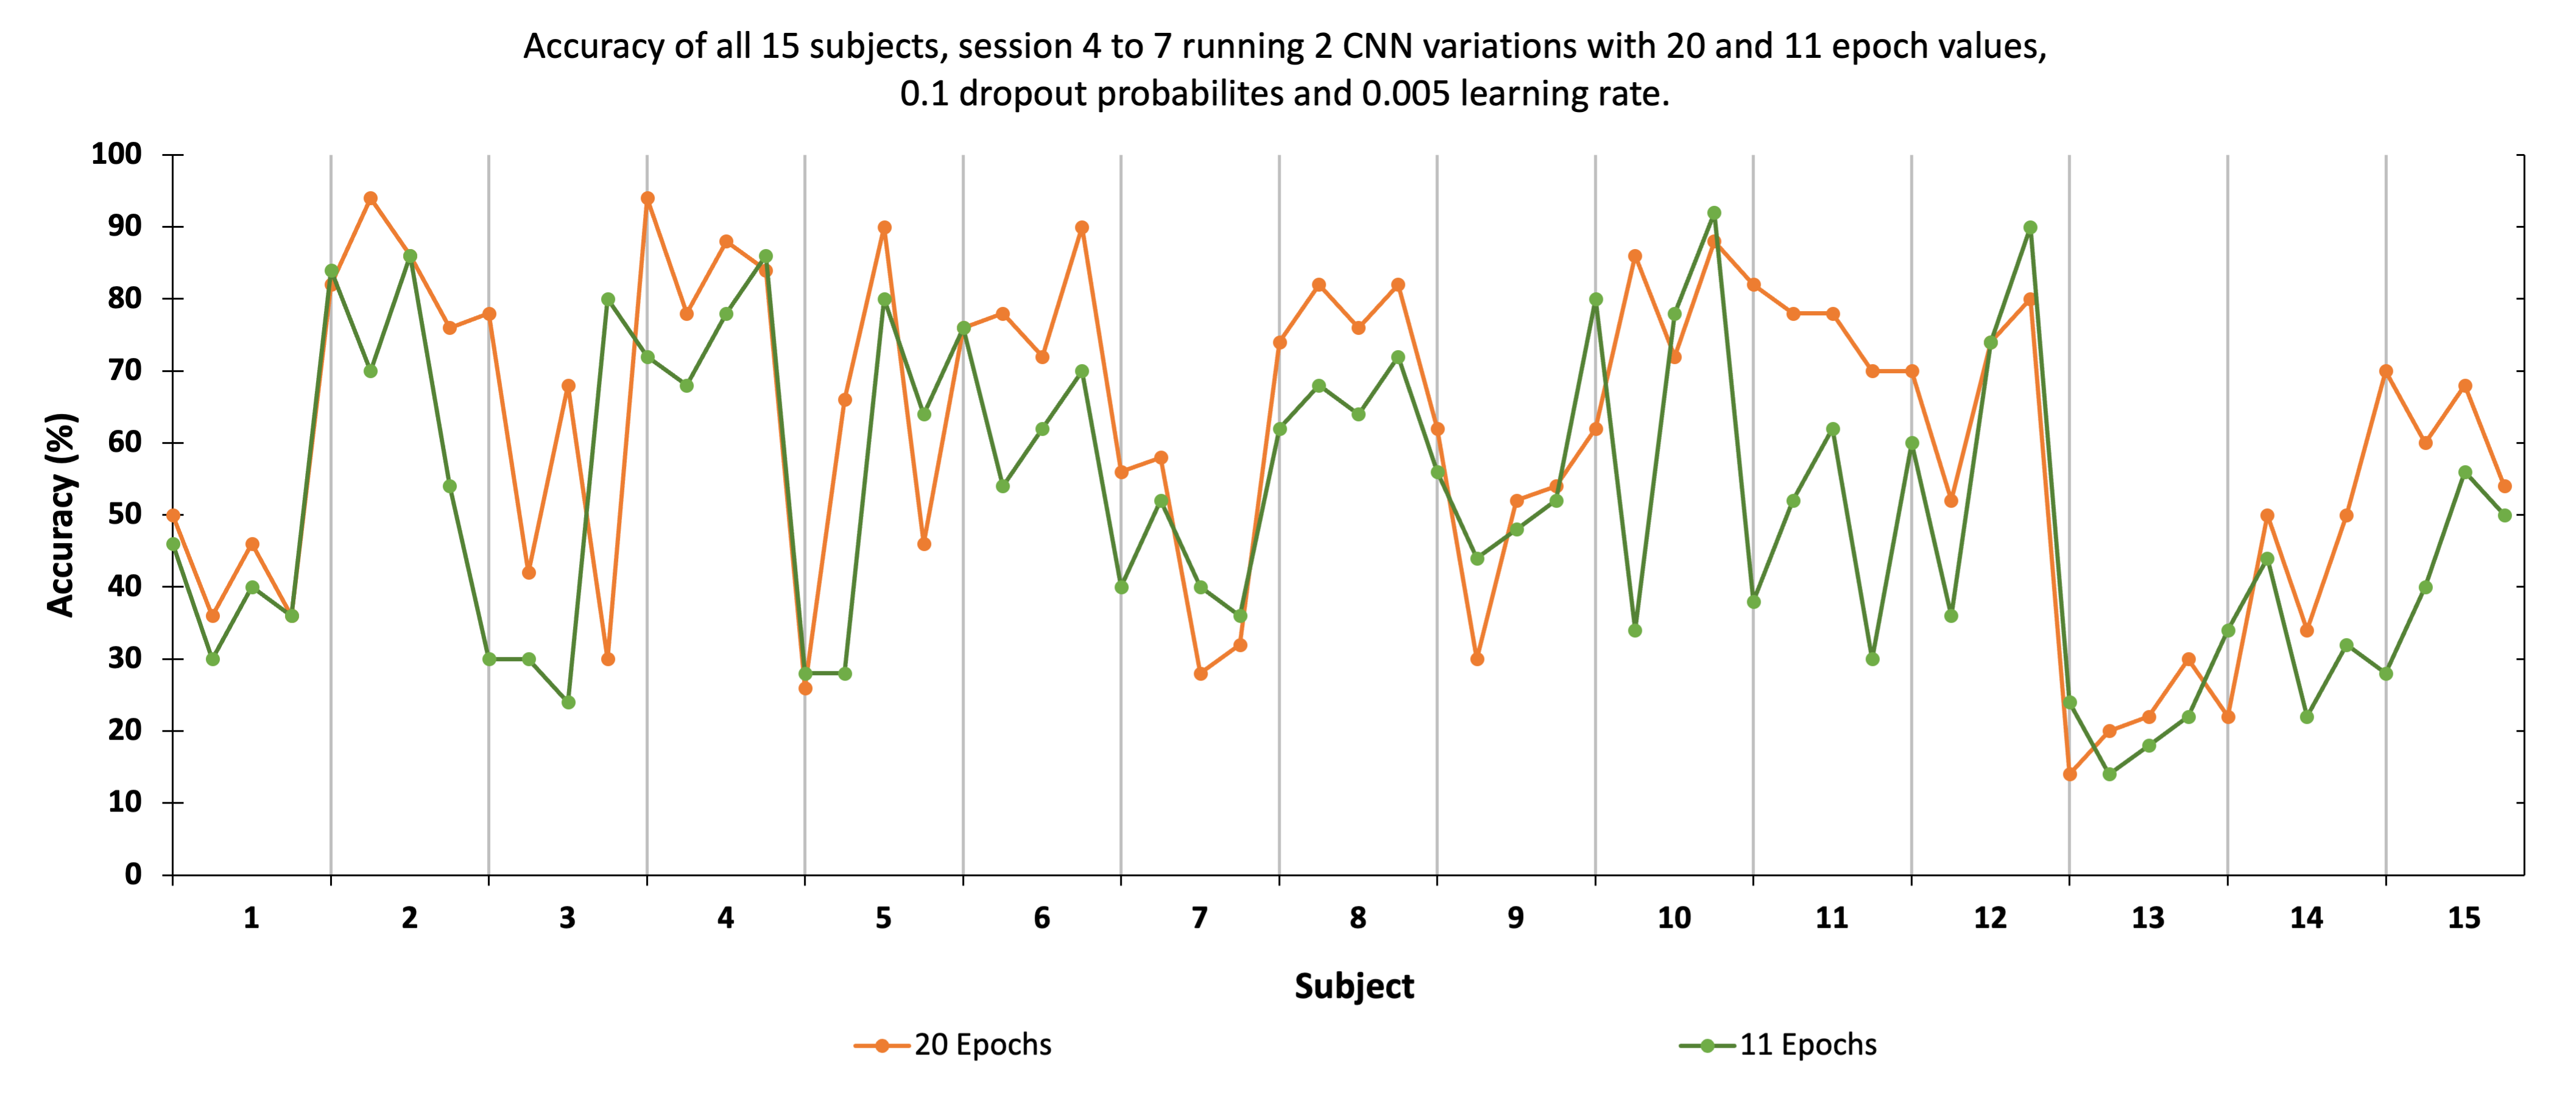 Accuracy of all 15 subjects, session 4 to 7 running 2 CNN variations with 20 and 11 epoch values,
0.1 dropout probabilites and 0.005 learning rate.
100
90
80
70
60
50
40
30
20
10
0
Accuracy (%)
1 2 3 4 5 6 7 8 9 10 11 12 13 14 15
Subject
20 Epochs 11 Epochs